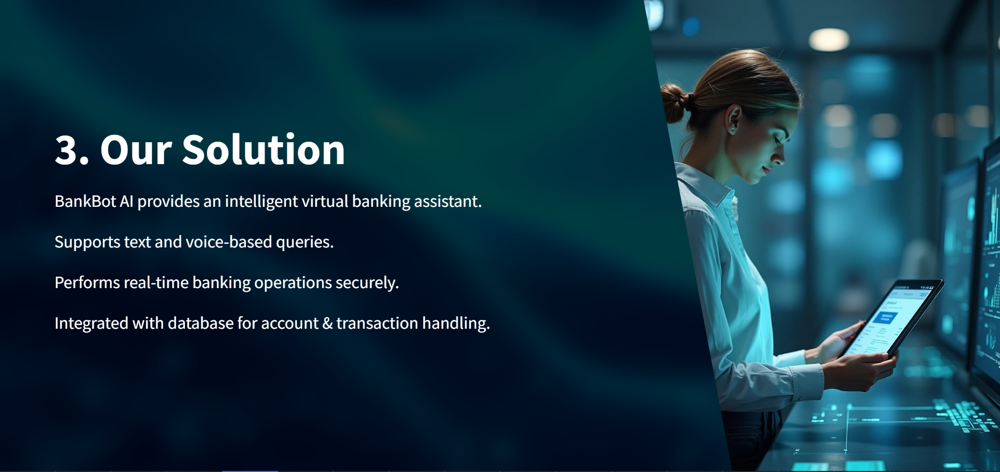 3. Our Solution
BankBot AI provides an intelligent virtual banking assistant.
Supports text and voice-based queries.
Performs real-time banking operations securely.
Integrated with database for account & transaction handling.